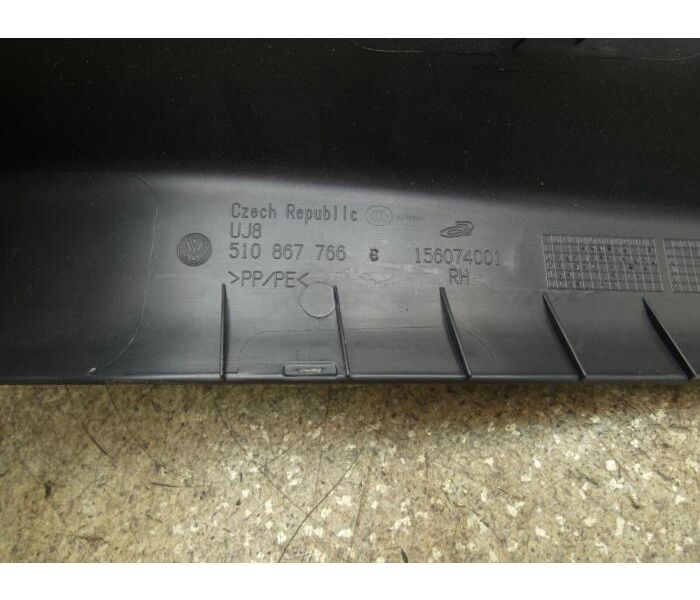 Czech Republic
UJ8
510 867 766 C 156074001
>PP/PE< RH